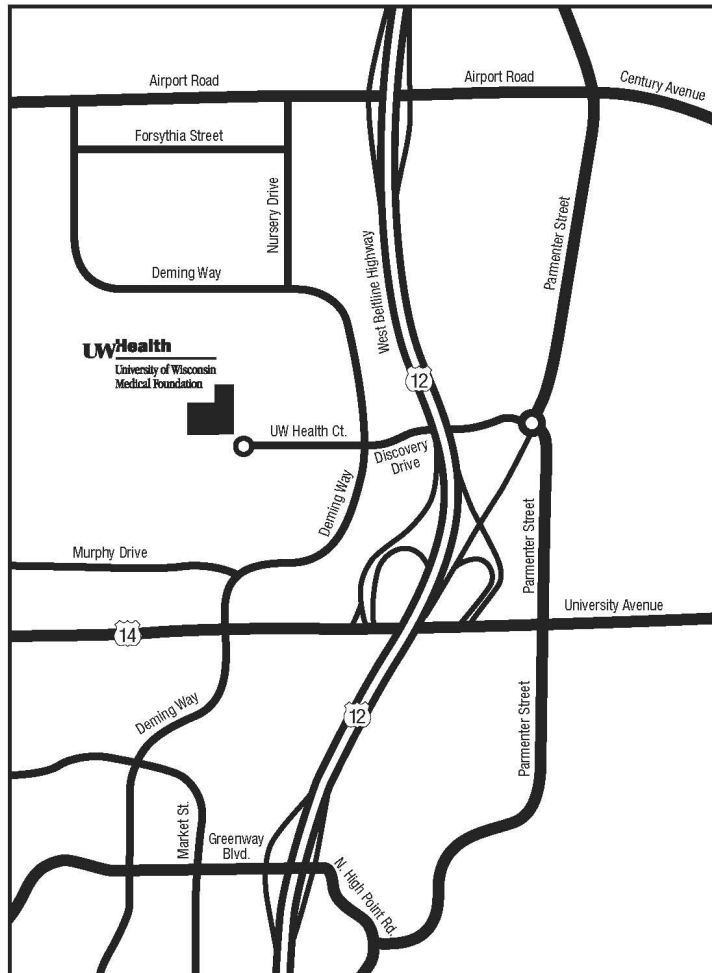 Airport Road
Airport Road
Century Avenue
Forsythia Street
Nursery Drive
Parmenter Street
Deming Way
West Beltline Highway
UWHealth
University of Wisconsin
Medical Foundation
12
UW Health Ct.
Discovery
Drive
Deming Way
Parmenter Street
Murphy Drive
University Avenue
14
Deming Way
12
Parmenter Street
Market St.
Greenway
Blvd.
N. High Point Rd.